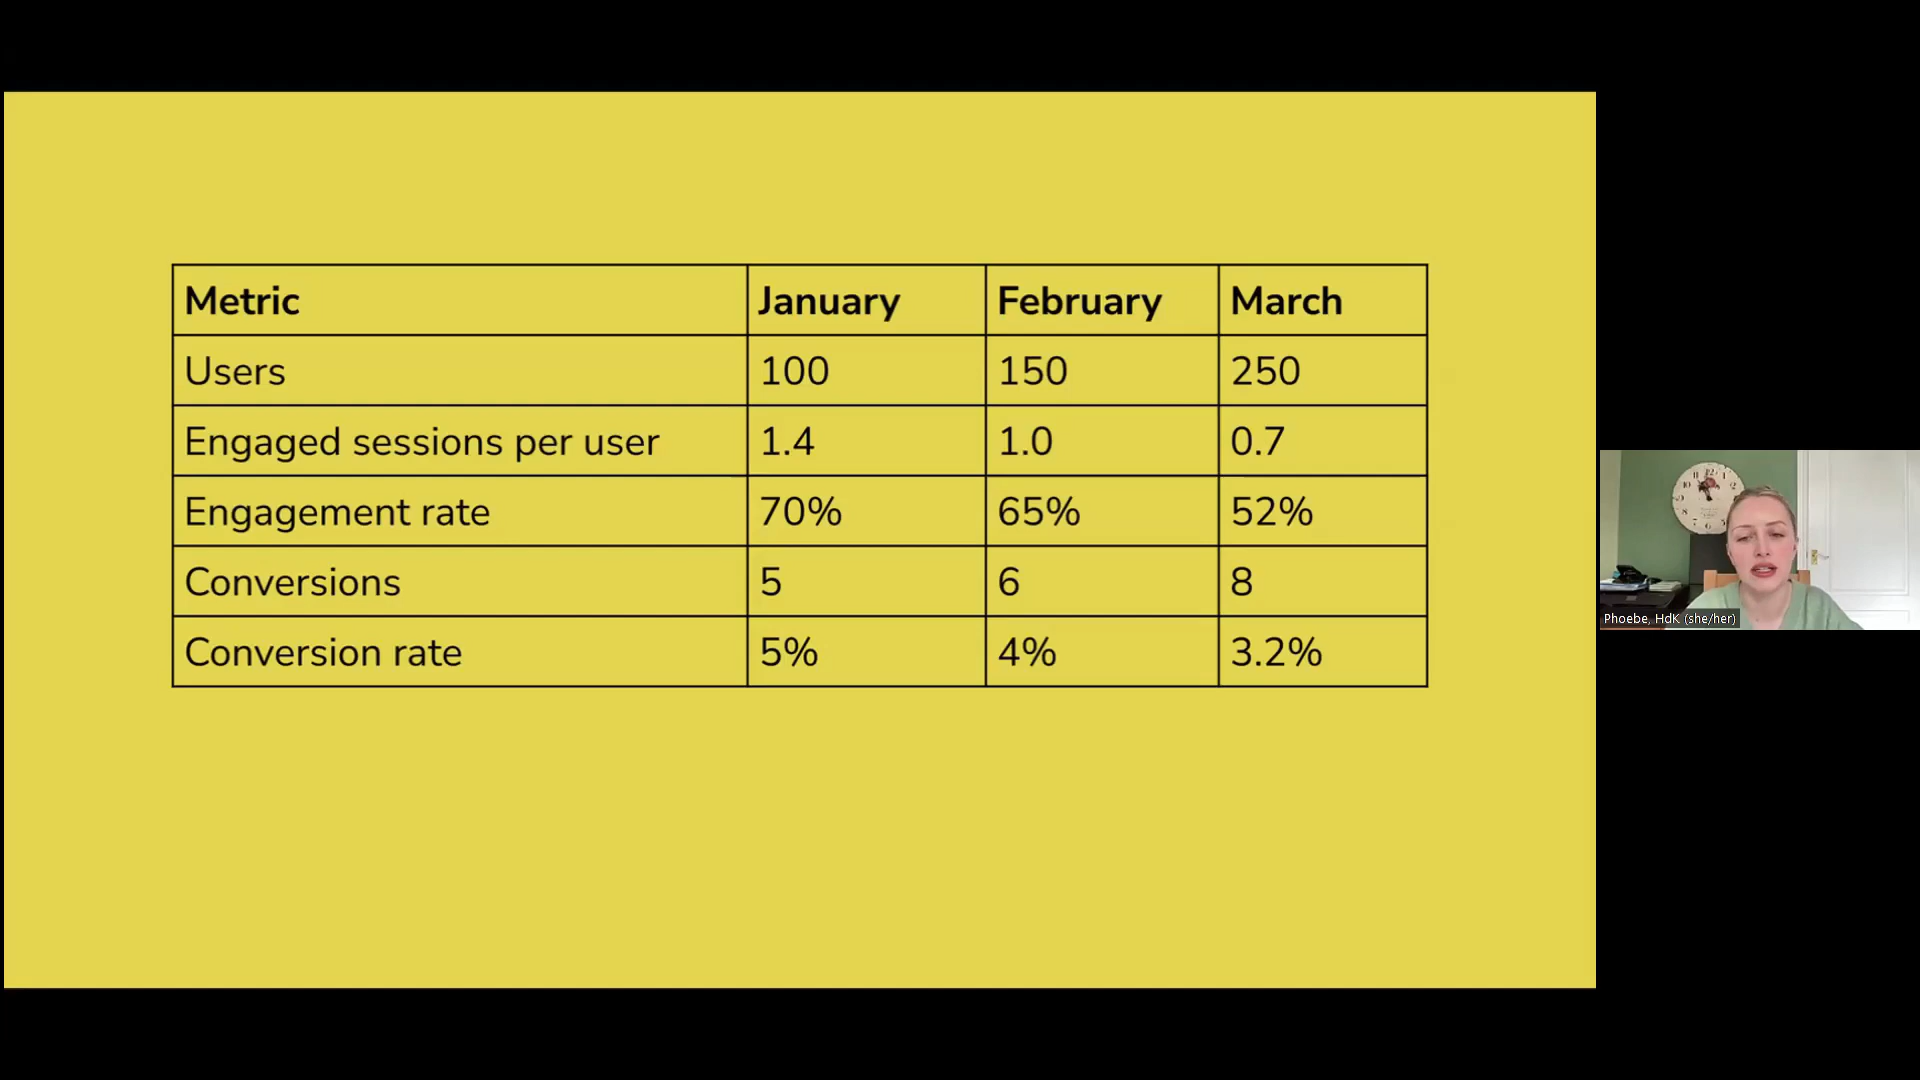 Metric January February March
Users 100 150 250
Engaged sessions per user 1.4 1.0 0.7
Engagement rate 70% 65% 52%
Conversions 5 6 8
Conversion rate 5% 4% 3.2%
Phoebe, HdK (she/her)